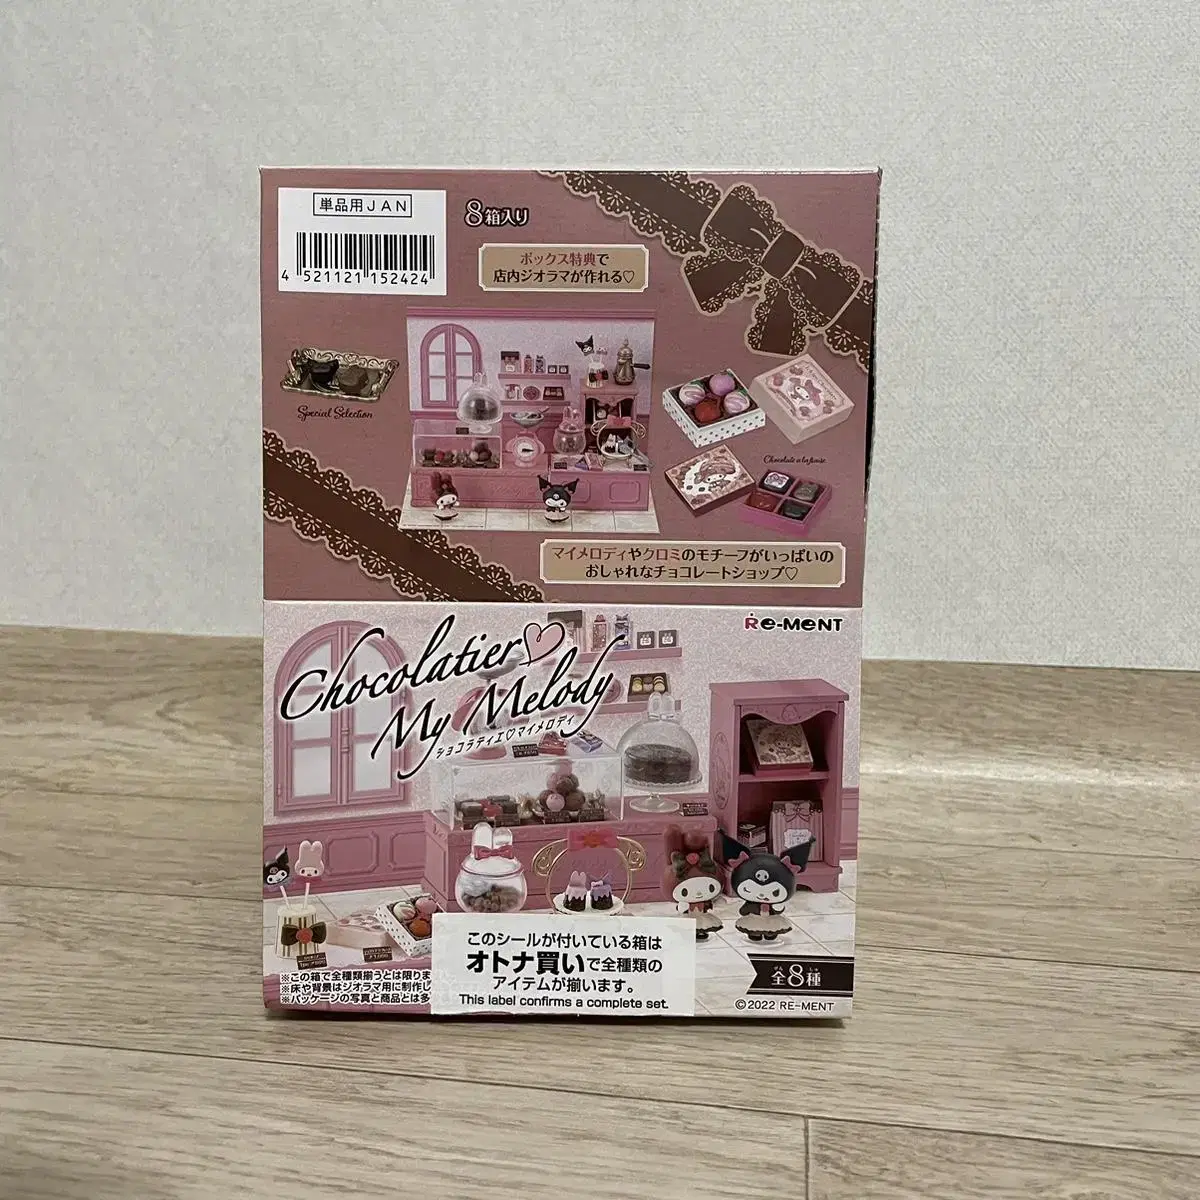 単品用JAN
4 521121 152424
8箱入り
ボックス特典で
店内ジオラマが作れる♡
Special Selection
Chocolate a la fraise
マイメロディやクロミのモチーフがいっぱいの
おしゃれなチョコレートショップ♡
Re-MeNT
Chocolatier♡
My Melody
ショコラティエ♡マイメロディ
※この箱で全種類揃うとは限りま
※床や背景はジオラマ用に制作し
※パッケージの写真と商品とは多
このシールが付いている箱は
オトナ買いで全種類の
アイテムが揃います。
This label confirms a complete set.
全8種
©2022 RE-MENT